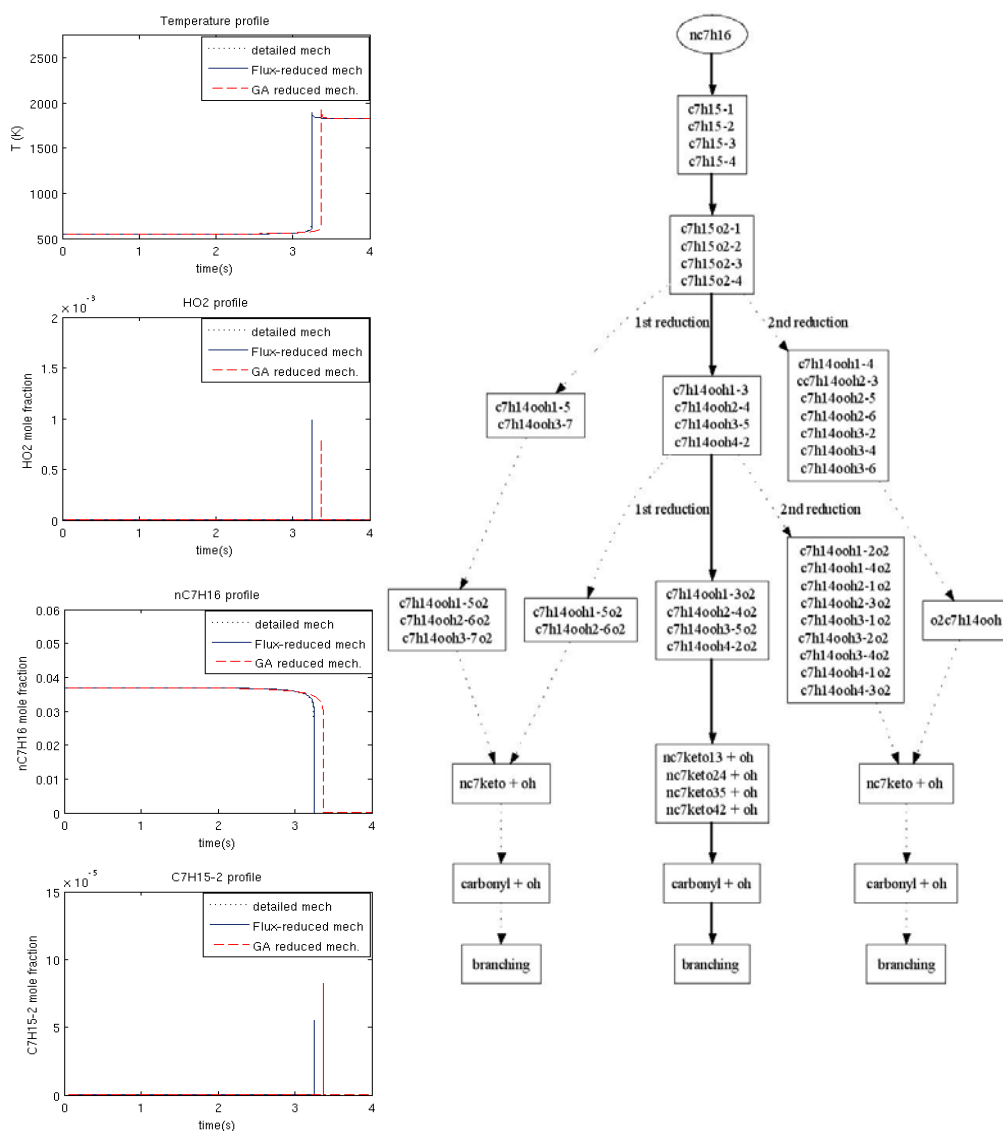 Temperature profile
detailed mech
Flux-reduced mech
GA reduced mech.
2500
2000
1500
1000
500
T (K)
0 1 2 3 4
time(s)
× 10⁻³
HO2 profile
detailed mech
Flux-reduced mech
GA reduced mech.
2
1.5
1
0.5
0
HO2 mole fraction
0 1 2 3 4
time(s)
nC7H16 profile
detailed mech
Flux-reduced mech
GA reduced mech.
0.06
0.05
0.04
0.03
0.02
0.01
0.00
nC7H16 mole fraction
0 1 2 3 4
time(s)
× 10⁻⁵
C7H15-2 profile
detailed mech
Flux-reduced mech
GA reduced mech.
15
10
5
0
C7H15-2 mole fraction
0 1 2 3 4
time(s)
nc7h16
c7h15-1
c7h15-2
c7h15-3
c7h15-4
c7h15o2-1
c7h15o2-2
c7h15o2-3
c7h15o2-4
1st reduction
2nd reduction
c7h14ooh1-5
c7h14ooh3-7
c7h14ooh1-3
c7h14ooh2-4
c7h14ooh3-5
c7h14ooh4-2
c7h14ooh1-4
cc7h14ooh2-3
c7h14ooh2-5
c7h14ooh2-6
c7h14ooh3-2
c7h14ooh3-4
c7h14ooh3-6
1st reduction
2nd reduction
c7h14ooh1-5o2
c7h14ooh2-6o2
c7h14ooh3-7o2
c7h14ooh1-5o2
c7h14ooh2-6o2
c7h14ooh1-3o2
c7h14ooh2-4o2
c7h14ooh3-5o2
c7h14ooh4-2o2
c7h14ooh1-2o2
c7h14ooh1-4o2
c7h14ooh2-1o2
c7h14ooh2-3o2
c7h14ooh3-1o2
c7h14ooh3-2o2
c7h14ooh3-4o2
c7h14ooh4-1o2
c7h14ooh4-3o2
o2c7h14ooh
nc7keto + oh
nc7keto13 + oh
nc7keto24 + oh
nc7keto35 + oh
nc7keto42 + oh
nc7keto + oh
carbonyl + oh
carbonyl + oh
carbonyl + oh
branching
branching
branching